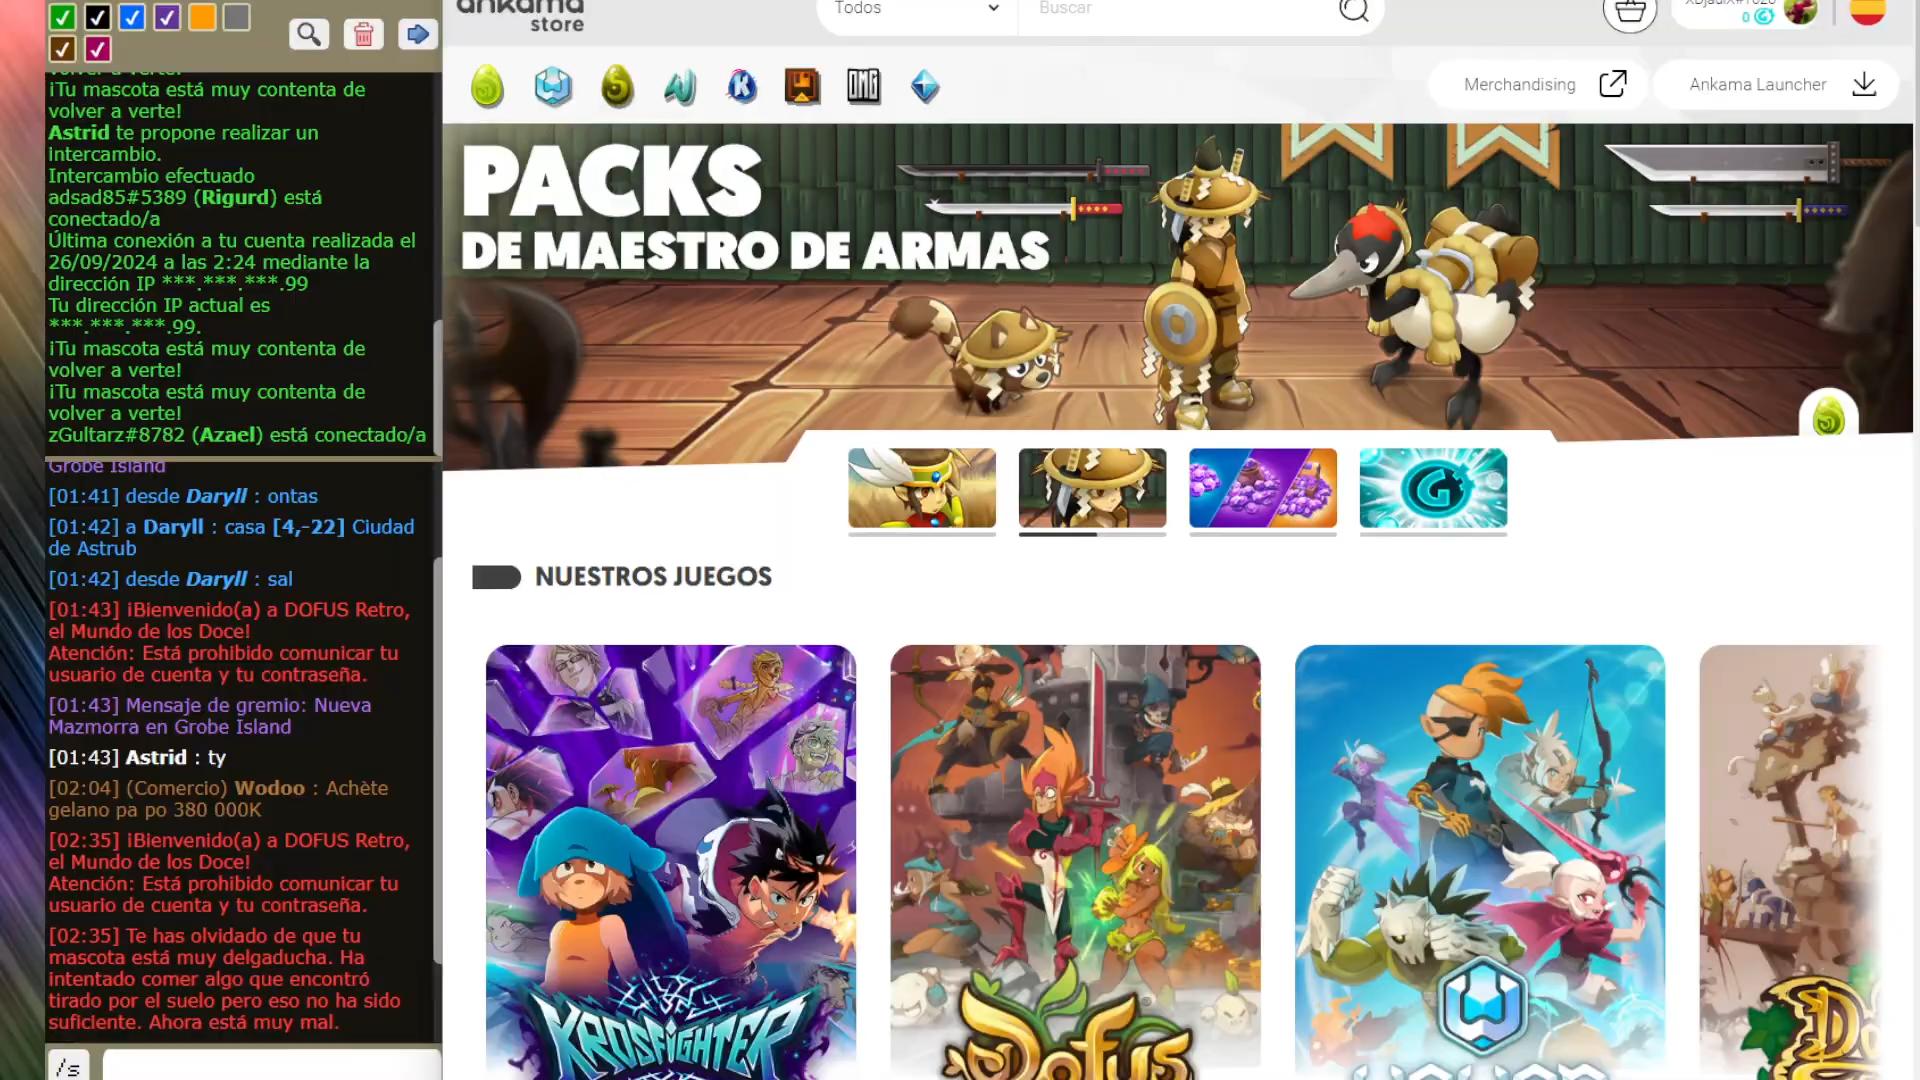 volver a verte!
¡Tu mascota está muy contenta de
volver a verte!
Astrid te propone realizar un
intercambio.
Intercambio efectuado
adsad85#5389 (Rigurd) está
conectado/a
Última conexión a tu cuenta realizada el
26/09/2024 a las 2:24 mediante la
dirección IP ***.***.***.99
Tu dirección IP actual es
***.***.***.99.
¡Tu mascota está muy contenta de
volver a verte!
¡Tu mascota está muy contenta de
volver a verte!
zGultarz#8782 (Azael) está conectado/a
Grobe Island
[01:41] desde Daryll : ontas
[01:42] a Daryll : casa [4,-22] Ciudad
de Astrub
[01:42] desde Daryll : sal
[01:43] ¡Bienvenido(a) a DOFUS Retro,
el Mundo de los Doce!
Atención: Está prohibido comunicar tu
usuario de cuenta y tu contraseña.
[01:43] Mensaje de gremio: Nueva
Mazmorra en Grobe Island
[01:43] Astrid : ty
[02:04] (Comercio) Wodoo : Achète
gelano pa po 380 000K
[02:35] ¡Bienvenido(a) a DOFUS Retro,
el Mundo de los Doce!
Atención: Está prohibido comunicar tu
usuario de cuenta y tu contraseña.
[02:35] Te has olvidado de que tu
mascota está muy delgaducha. Ha
intentado comer algo que encontró
tirado por el suelo pero eso no ha sido
suficiente. Ahora está muy mal.
/s
ankama
store
Todos
Buscar
0
OMG
Merchandising
Ankama Launcher
PACKS
DE MAESTRO DE ARMAS
NUESTROS JUEGOS
KROSFIGHTER
DOFUS